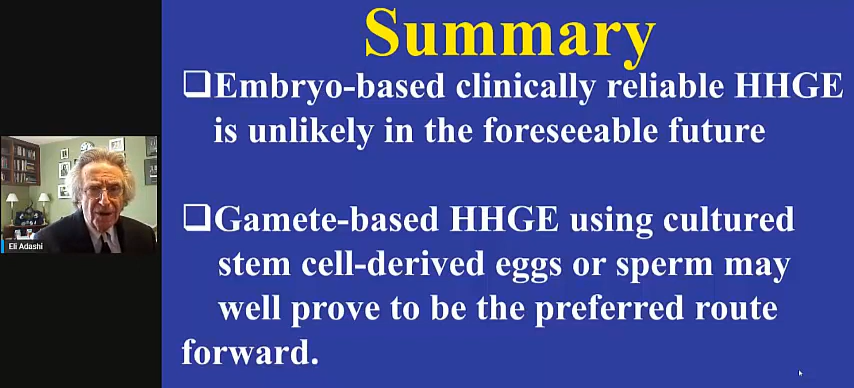 Summary
❑Embryo-based clinically reliable HHGE
is unlikely in the foreseeable future
❑Gamete-based HHGE using cultured
stem cell-derived eggs or sperm may
well prove to be the preferred route
forward.
Eli Adashi